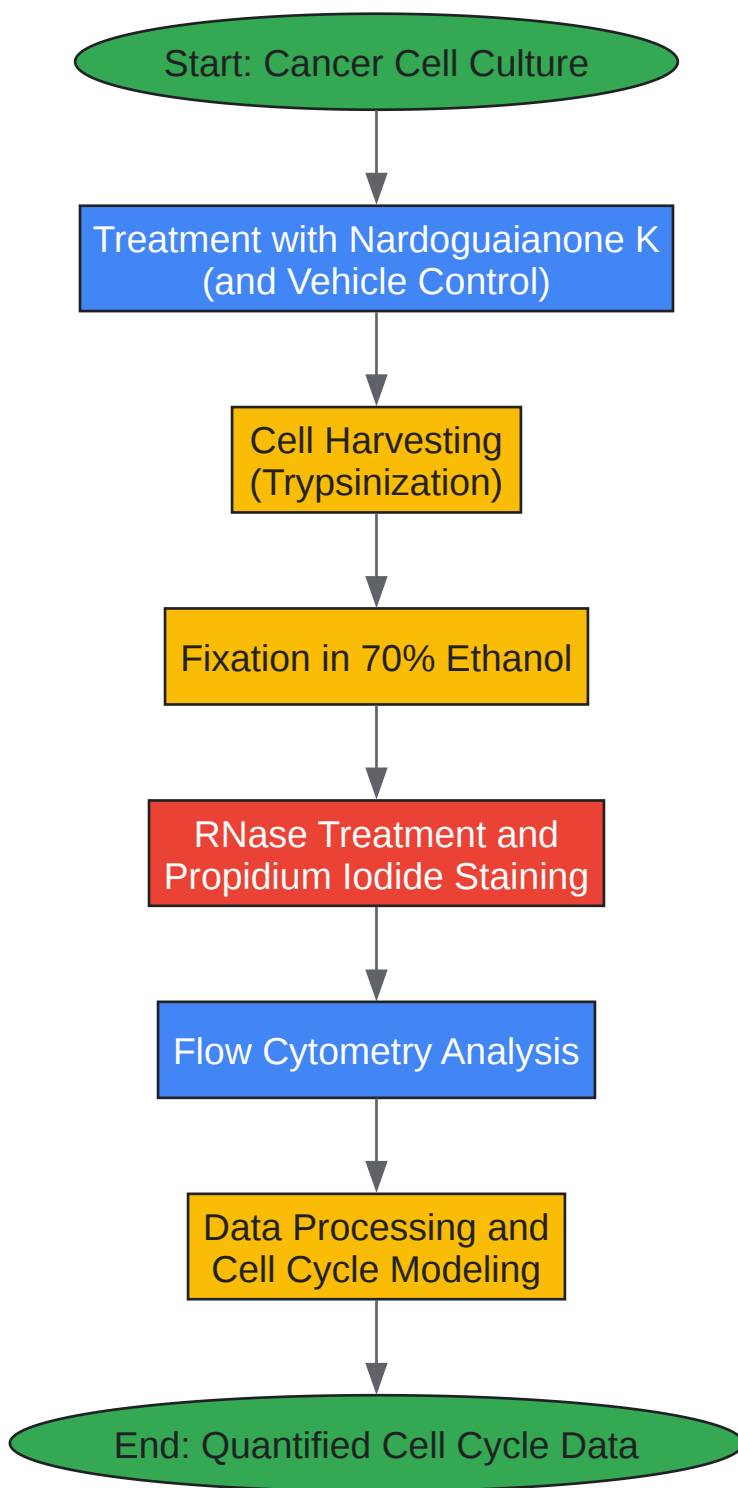 Start: Cancer Cell Culture
Treatment with Nardoguaianone K
(and Vehicle Control)
Cell Harvesting
(Trypsinization)
Fixation in 70% Ethanol
RNase Treatment and
Propidium Iodide Staining
Flow Cytometry Analysis
Data Processing and
Cell Cycle Modeling
End: Quantified Cell Cycle Data